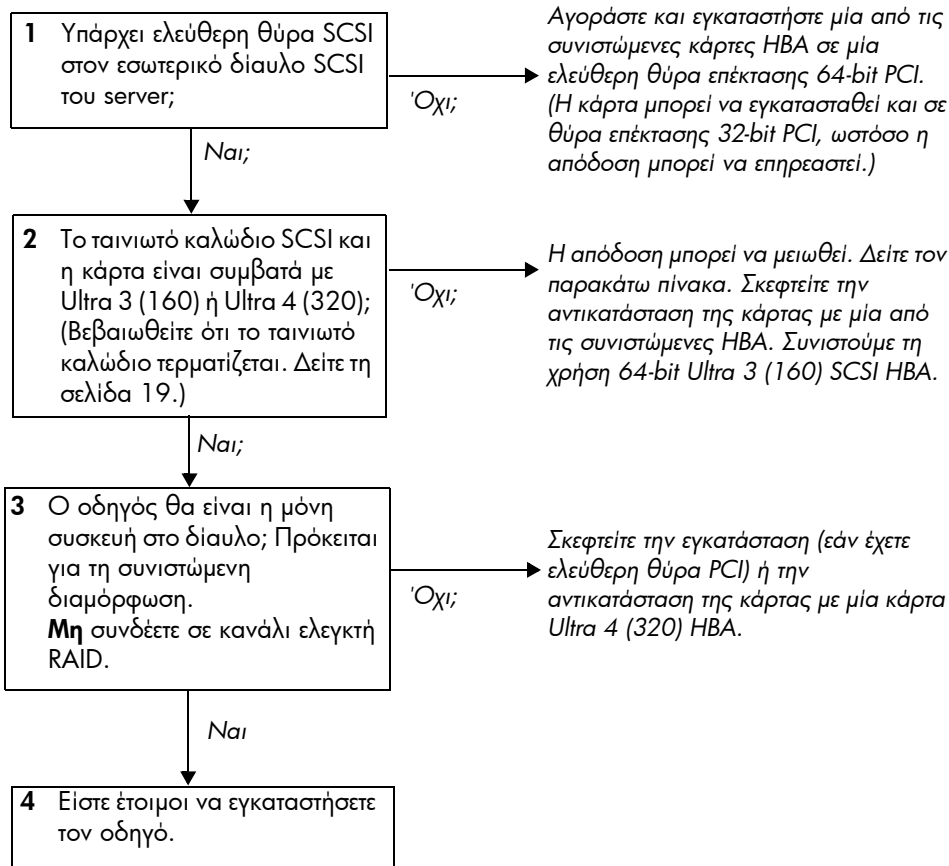 1 Υπάρχει ελεύθερη θύρα SCSI
στον εσωτερικό δίαυλο SCSI
του server;
Όχι;
Αγοράστε και εγκαταστήστε μία από τις
συνιστώμενες κάρτες HBA σε μία
ελεύθερη θύρα επέκτασης 64-bit PCI.
(Η κάρτα μπορεί να εγκατασταθεί και σε
θύρα επέκτασης 32-bit PCI, ωστόσο η
απόδοση μπορεί να επηρεαστεί.)
Ναι;
2 Το ταινιωτό καλώδιο SCSI και
η κάρτα είναι συμβατά με
Ultra 3 (160) ή Ultra 4 (320);
(Βεβαιωθείτε ότι το ταινιωτό
καλώδιο τερματίζεται. Δείτε τη
σελίδα 19.)
Όχι;
Η απόδοση μπορεί να μειωθεί. Δείτε τον
παρακάτω πίνακα. Σκεφτείτε την
αντικατάσταση της κάρτας με μία από
τις συνιστώμενες HBA. Συνιστούμε τη
χρήση 64-bit Ultra 3 (160) SCSI HBA.
Ναι;
3 Ο οδηγός θα είναι η μόνη
συσκευή στο δίαυλο; Πρόκειται
για τη συνιστώμενη
διαμόρφωση.
Μη συνδέετε σε κανάλι ελεγκτή
RAID.
Όχι;
Σκεφτείτε την εγκατάσταση (εάν έχετε
ελεύθερη θύρα PCI) ή την
αντικατάσταση της κάρτας με μία κάρτα
Ultra 4 (320) HBA.
Ναι
4 Είστε έτοιμοι να εγκαταστήσετε
τον οδηγό.